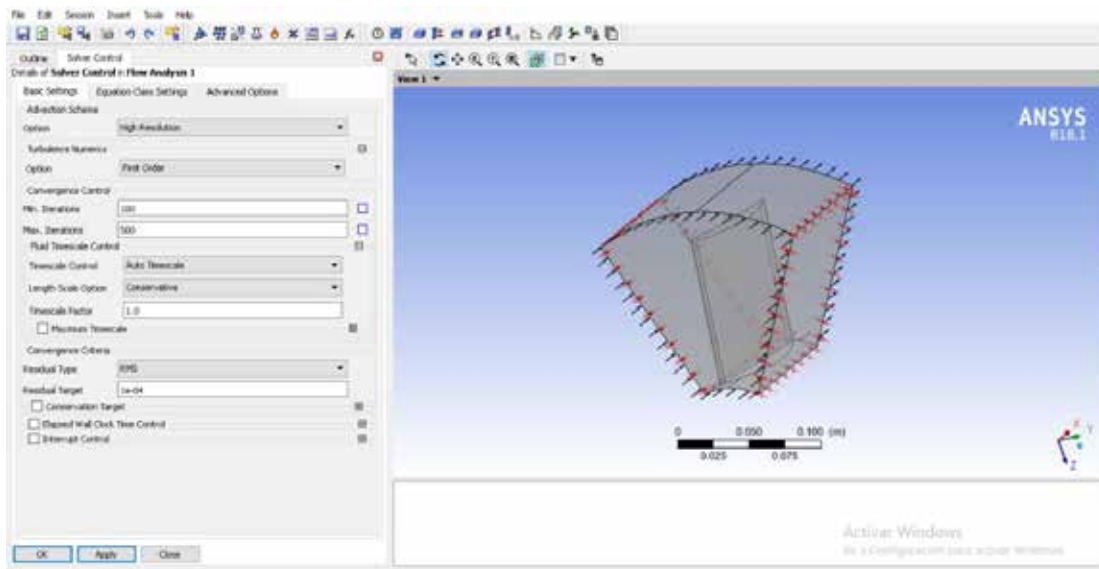 File Edit Session Insert Tools Help
Outline Solver Control
Details of Solver Control in Flow Analysis 1
Basic Settings Equation Class Settings Advanced Options
Advection Scheme
Option High Resolution
Turbulence Numerics
Option First Order
Convergence Control
Min. Iterations 100
Max. Iterations 500
Fluid Timescale Control
Timescale Control Auto Timescale
Length Scale Option Conservative
Timescale Factor 1.0
Maximum Timescale
Convergence Criteria
Residual Type RMS
Residual Target 1e-04
Conservation Target
Elapsed Wall Clock Time Control
Interrupt Control
OK Apply Close
View 1
ANSYS
R18.1
0 0.050 0.100 (m)
0.025 0.075
X Y
Z
Activar Windows
Ve a Configuración para activar Windows.